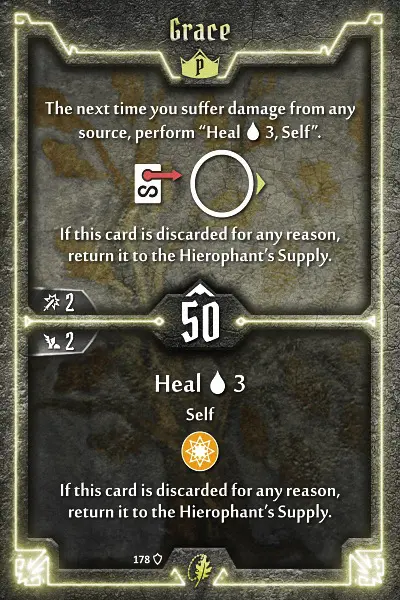 Grace
P
The next time you suffer damage from any
source, perform “Heal 3, Self”.
If this card is discarded for any reason,
return it to the Hierophant’s Supply.
2
50
2
Heal 3
Self
If this card is discarded for any reason,
return it to the Hierophant’s Supply.
178